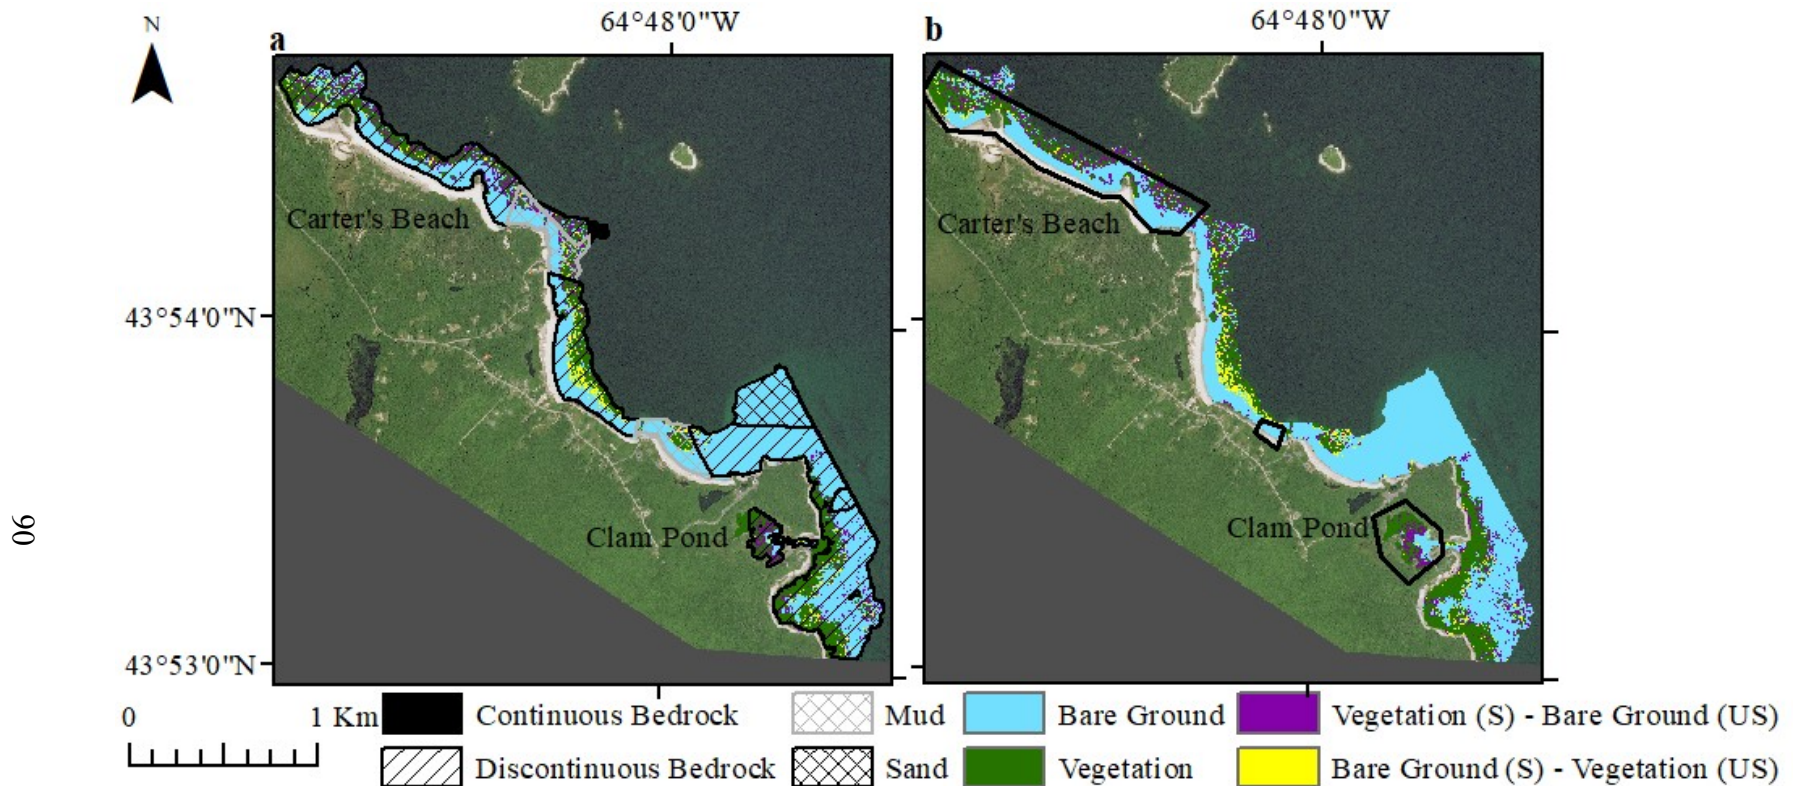 N
64°48'0"W
64°48'0"W
a
b
Carter's Beach
Carter's Beach
43°54'0"N
Clam Pond
Clam Pond
90
43°53'0"N
0 1 Km
Continuous Bedrock
Mud
Bare Ground
Vegetation (S) - Bare Ground (US)
Discontinuous Bedrock
Sand
Vegetation
Bare Ground (S) - Vegetation (US)